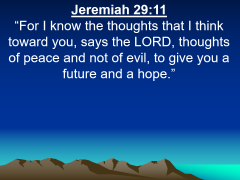 Jeremiah 29:11
“For I know the thoughts that I think
toward you, says the LORD, thoughts
of peace and not of evil, to give you a
future and a hope.”